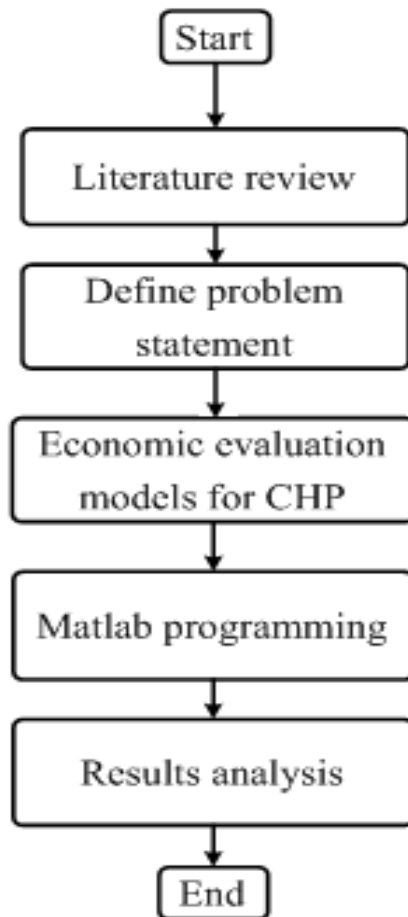 Start
Literature review
Define problem
statement
Economic evaluation
models for CHP
Matlab programming
Results analysis
End